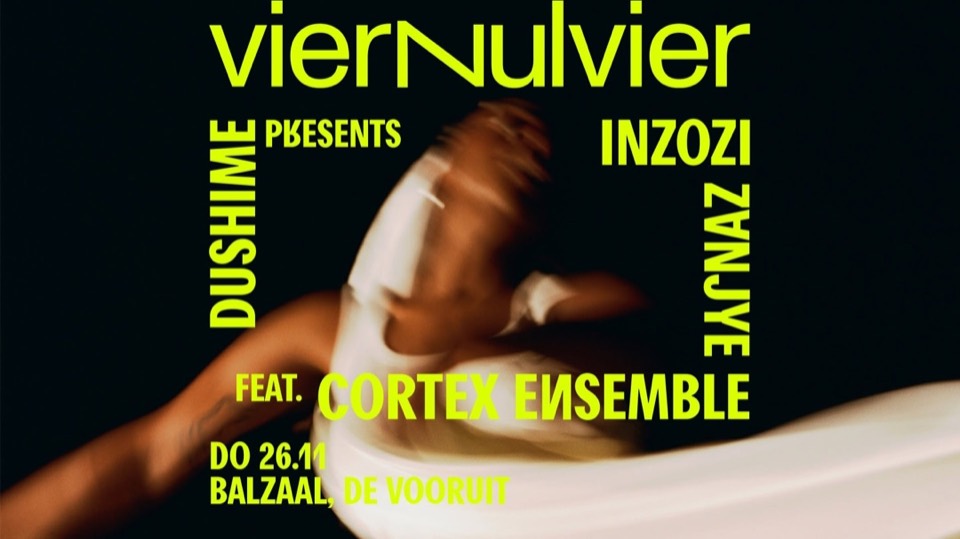 vierNulvier
DUSHIME
PRESENTS
INZOZI
ZANJYE
FEAT. CORTEX ENSEMBLE
DO 26.11
BALZAAL, DE VOORUIT